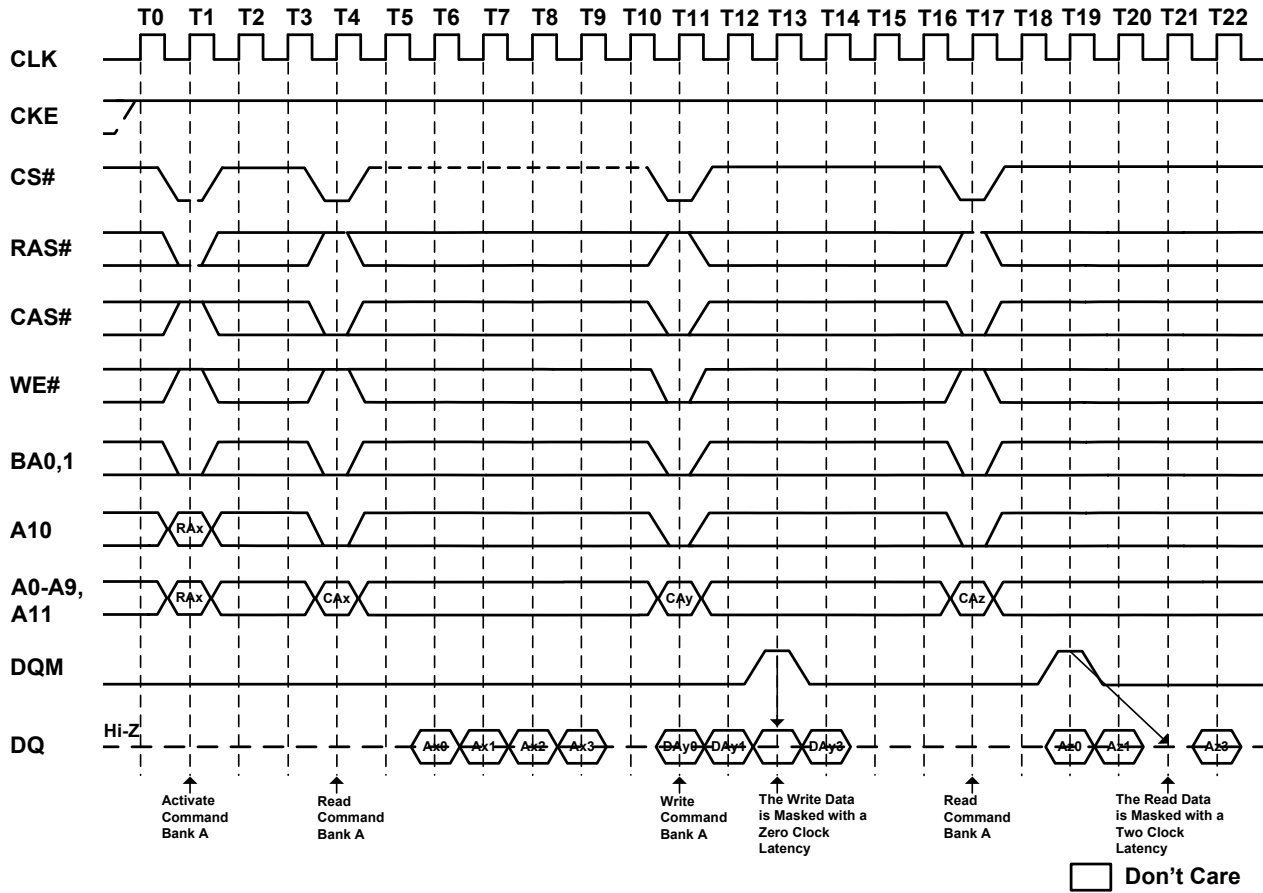 T0 T1 T2 T3 T4 T5 T6 T7 T8 T9 T10 T11 T12 T13 T14 T15 T16 T17 T18 T19 T20 T21 T22
CLK
CKE
CS#
RAS#
CAS#
WE#
BA0,1
A10
RAx
A0-A9,
A11
RAx CAx CAy CAz
DQM
DQ
Hi-Z
Ax0 Ax1 Ax2 Ax3 DAy0 DAy1 DAy3 Az0 Az1 Az3
Activate
Command
Bank A
Read
Command
Bank A
Write
Command
Bank A
The Write Data
is Masked with a
Zero Clock
Latency
Read
Command
Bank A
The Read Data
is Masked with a
Two Clock
Latency
Don't Care